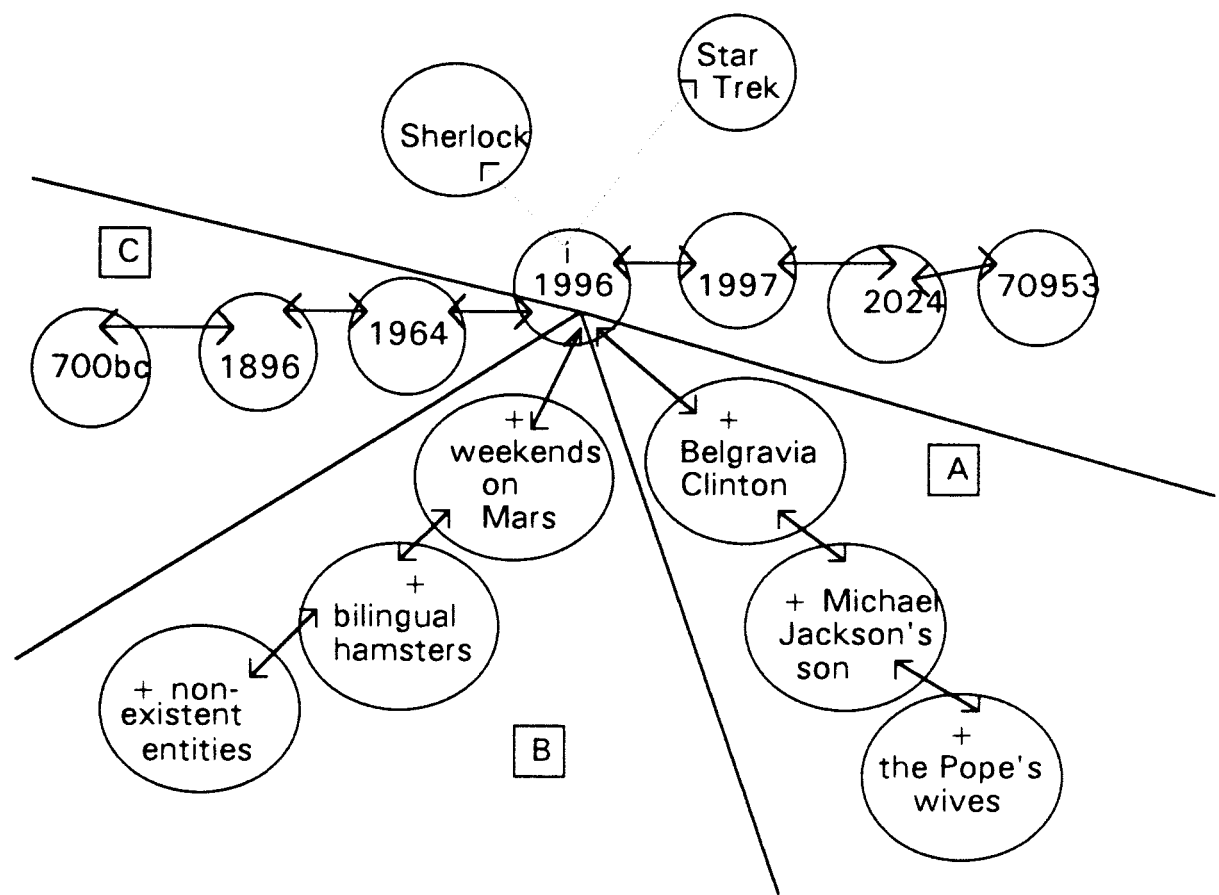 Star
Trek
Sherlock
C
i
1996
1997
2024
70953
700bc
1896
1964
+
weekends
on
Mars
+
Belgravia
Clinton
A
+
bilingual
hamsters
+ Michael
Jackson's
son
+ non-
existent
entities
B
+
the Pope's
wives